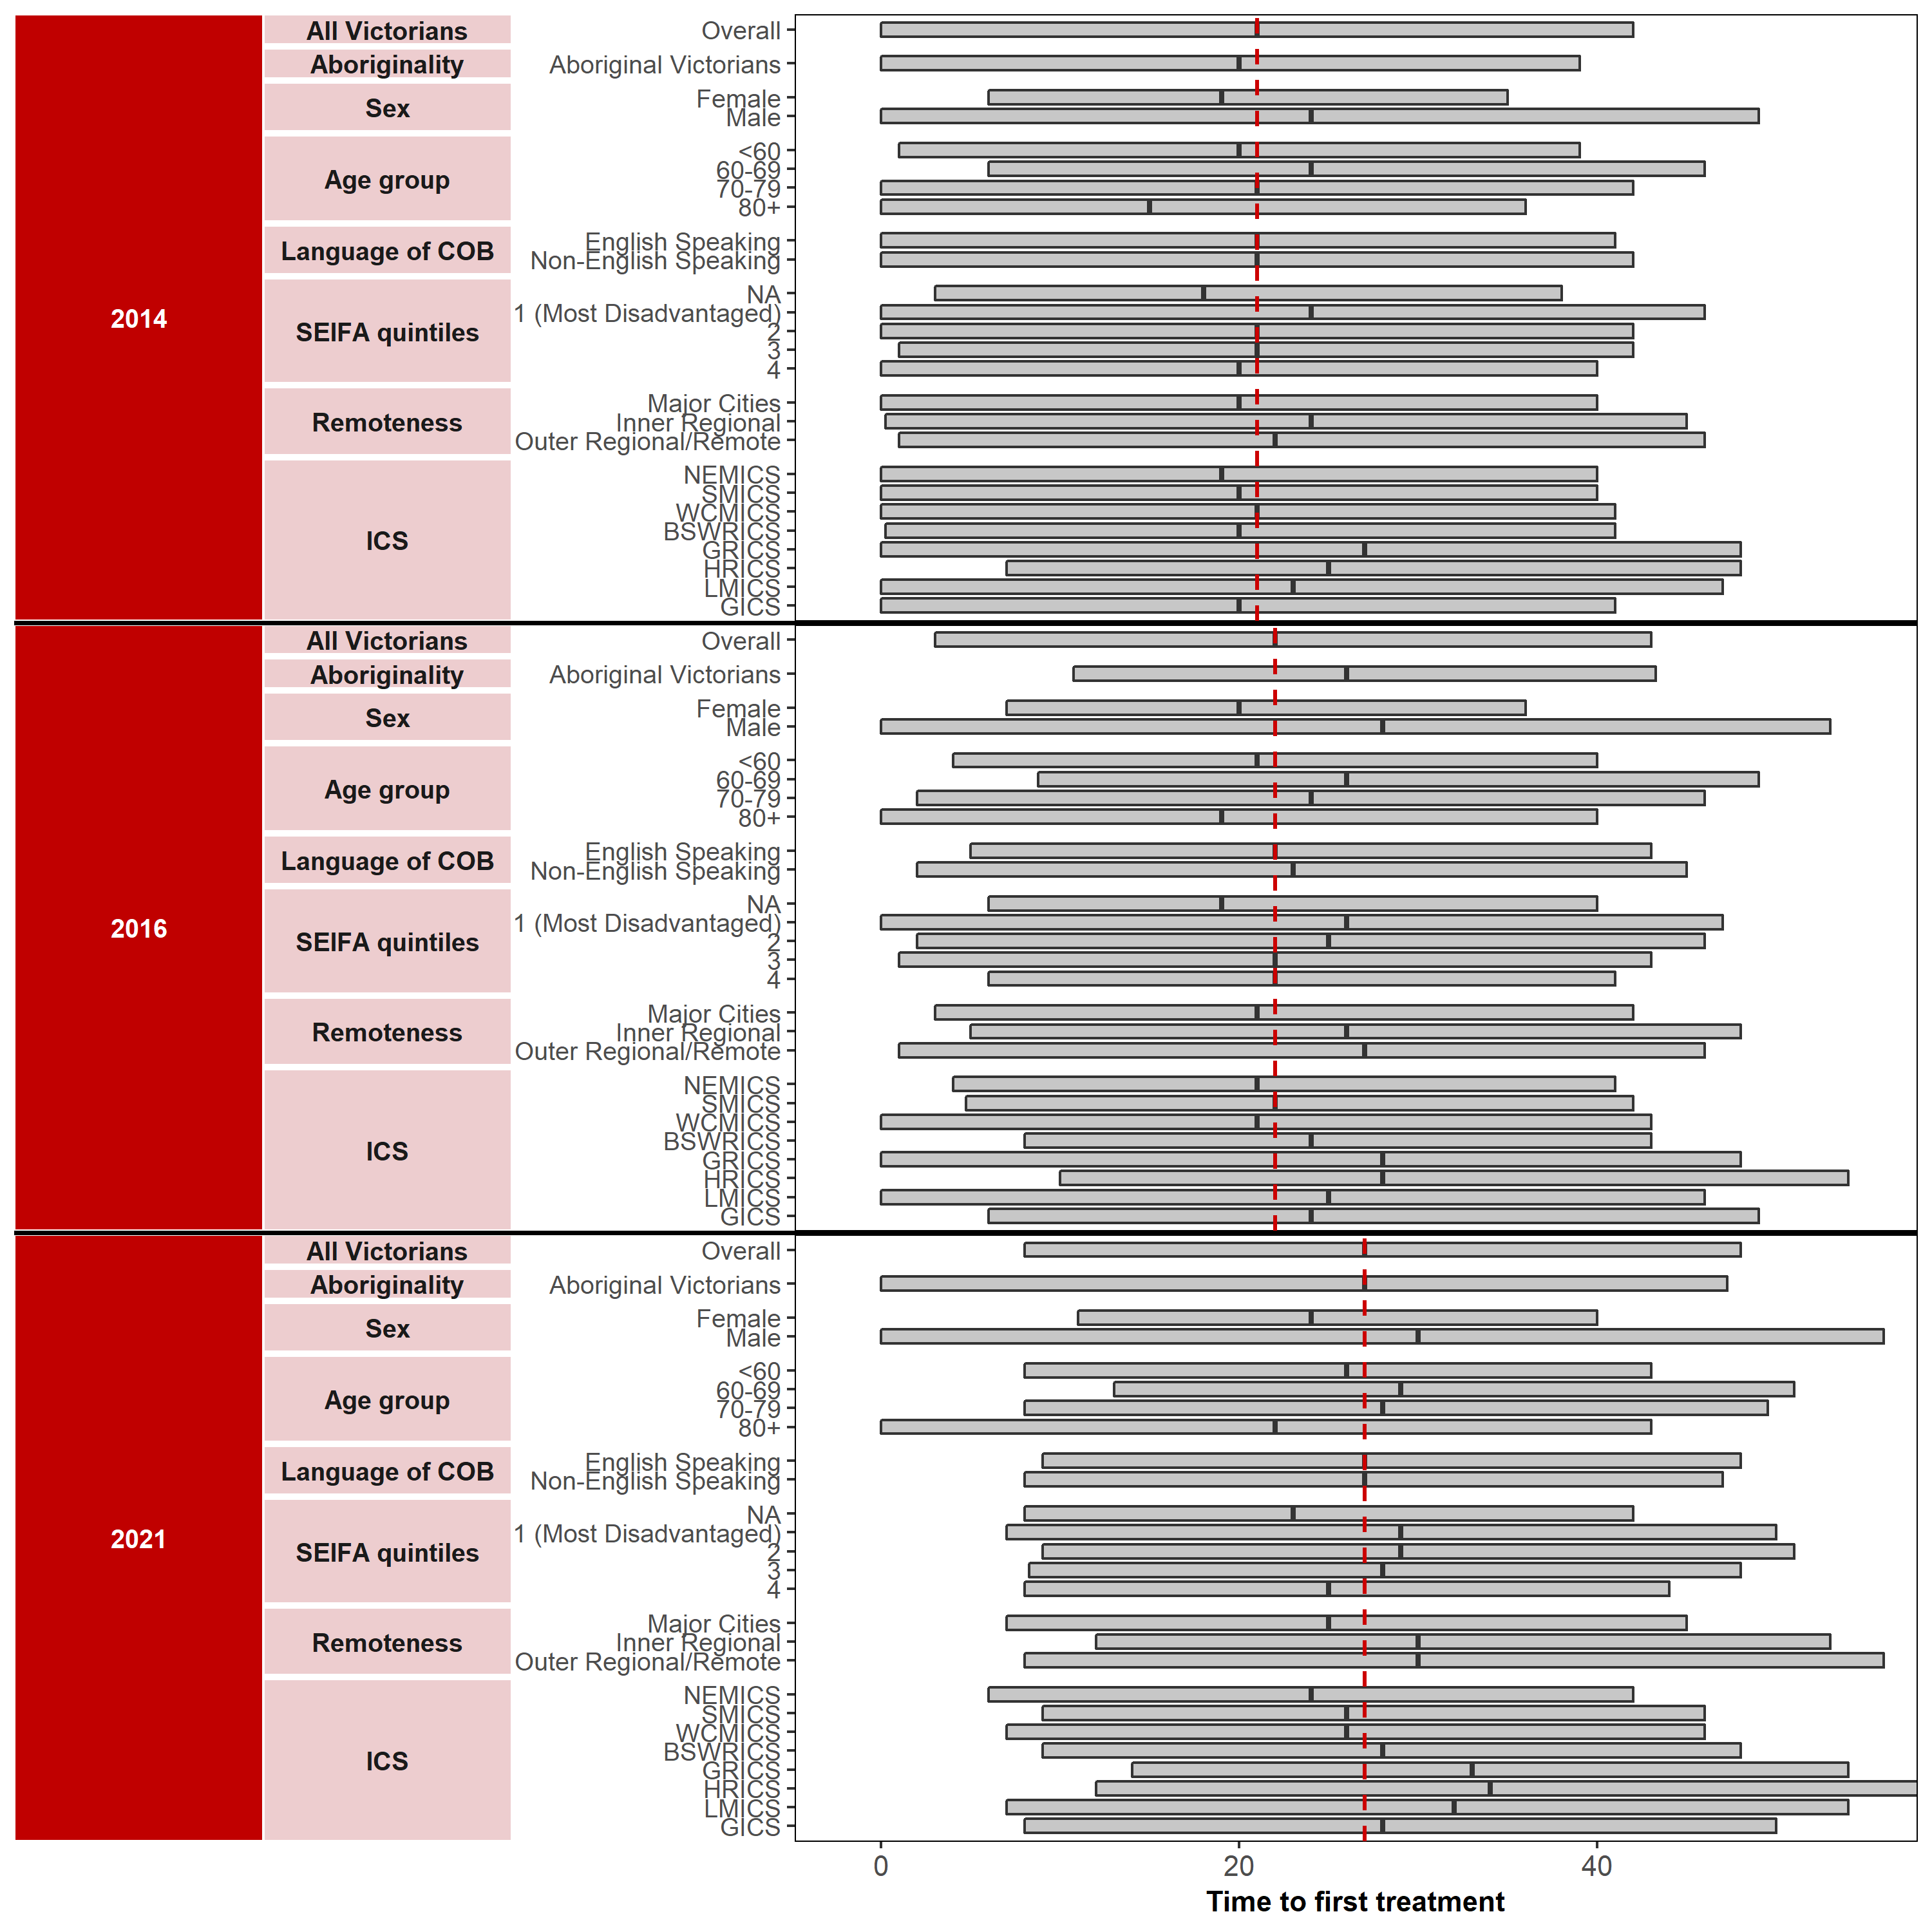 2014
All Victorians
Overall
Aboriginality
Aboriginal Victorians
Sex
Female
Male
Age group
<60
60-69
70-79
80+
Language of COB
English Speaking
Non-English Speaking
SEIFA quintiles
NA
1 (Most Disadvantaged)
2
3
4
Remoteness
Major Cities
Inner Regional
Outer Regional/Remote
ICS
NEMICS
SMICS
WCMICS
BSWRICS
GRICS
HRICS
LMICS
GICS
2016
All Victorians
Overall
Aboriginality
Aboriginal Victorians
Sex
Female
Male
Age group
<60
60-69
70-79
80+
Language of COB
English Speaking
Non-English Speaking
SEIFA quintiles
NA
1 (Most Disadvantaged)
2
3
4
Remoteness
Major Cities
Inner Regional
Outer Regional/Remote
ICS
NEMICS
SMICS
WCMICS
BSWRICS
GRICS
HRICS
LMICS
GICS
2021
All Victorians
Overall
Aboriginality
Aboriginal Victorians
Sex
Female
Male
Age group
<60
60-69
70-79
80+
Language of COB
English Speaking
Non-English Speaking
SEIFA quintiles
NA
1 (Most Disadvantaged)
2
3
4
Remoteness
Major Cities
Inner Regional
Outer Regional/Remote
ICS
NEMICS
SMICS
WCMICS
BSWRICS
GRICS
HRICS
LMICS
GICS
0 20 40
Time to first treatment